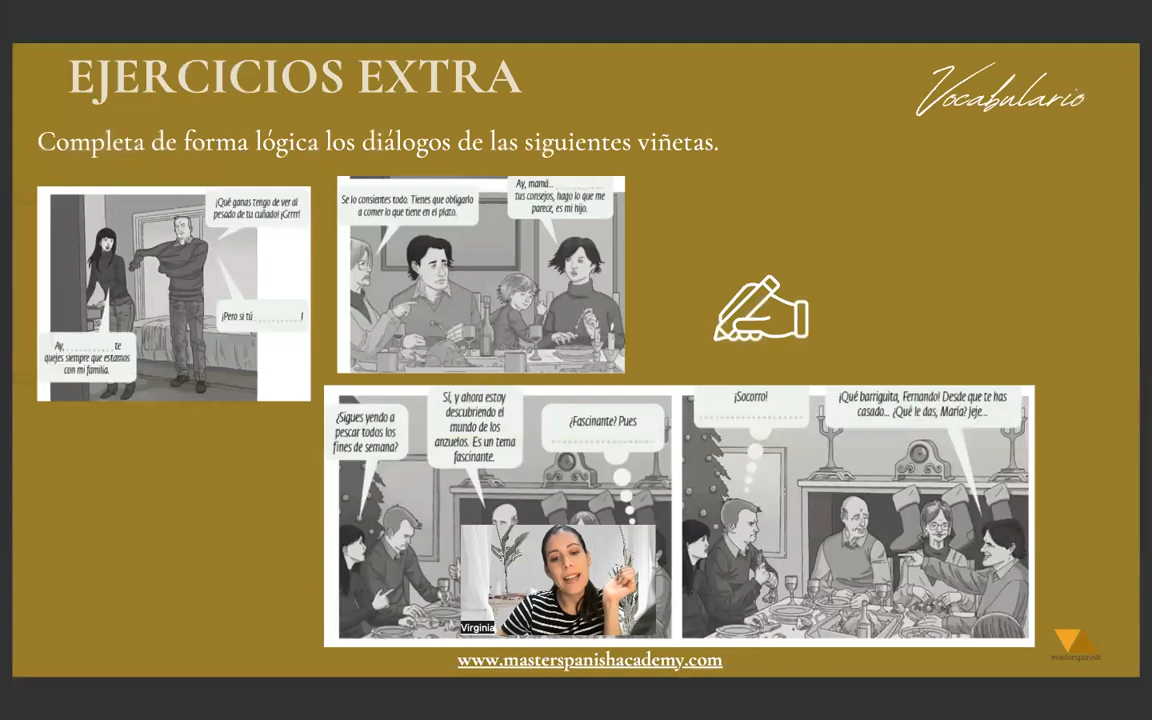 EJERCICIOS EXTRA
Vocabulario
Completa de forma lógica los diálogos de las siguientes viñetas.
¡Qué ganas tengo de ver al
pesado de tu cuñado! ¡Grrr!
¡Pero si tú ............... !
Ay, ............... te
quejes siempre que estamos
con mi familia.
Se lo consientes todo. Tienes que obligarlo
a comer lo que tiene en el plato.
Ay, mamá... ...............
tus consejos, hago lo que me
parece, es mi hijo.
¿Sigues yendo a
pescar todos los
fines de semana?
Sí, y ahora estoy
descubriendo el
mundo de los
anzuelos. Es un tema
fascinante.
¿Fascinante? Pues
..............................
¡Socorro!
..............................
¡Qué barriguita, Fernando! Desde que te has
casado... ¿Qué le das, María? Jeje...
Virginia
www.masterspanishacademy.com
masterspanish